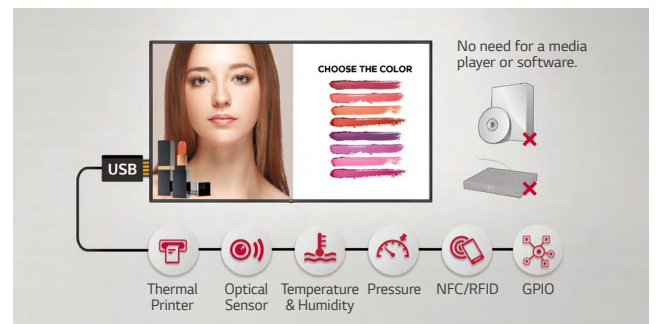 No need for a media
player or software.
CHOOSE THE COLOR
USB
Thermal
Printer
Optical
Sensor
Temperature
& Humidity
Pressure
NFC/RFID
GPIO